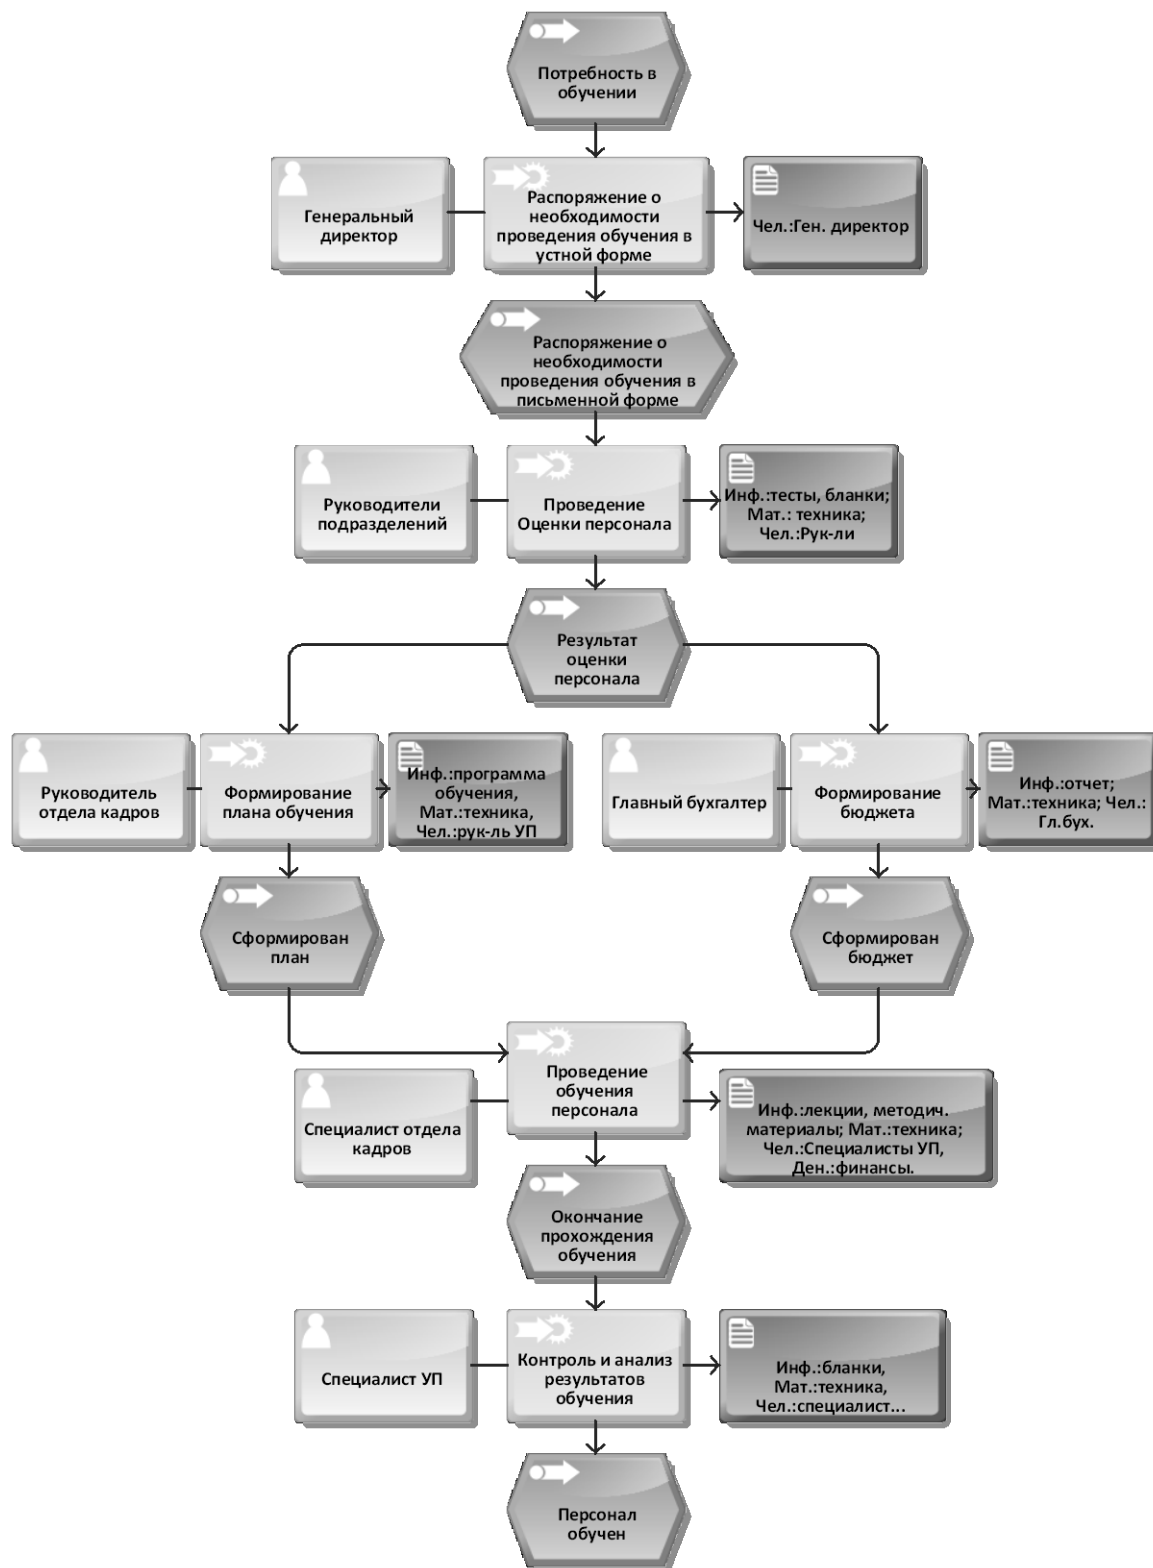 Потребность в
обучении
Генеральный
директор
Распоряжение о
необходимости
проведения обучения в
устной форме
Чел.:Ген. директор
Распоряжение о
необходимости
проведения обучения в
письменной форме
Руководители
подразделений
Проведение
Оценки персонала
Инф.:тесты, бланки;
Мат.: техника;
Чел.:Рук-ли
Результат
оценки
персонала
Руководитель
отдела кадров
Формирование
плана обучения
Инф.:программа
обучения,
Мат.:техника,
Чел.:рук-ль УП
Главный бухгалтер
Формирование
бюджета
Инф.:отчет;
Мат.:техника; Чел.:
Гл.бух.
Сформирован
план
Сформирован
бюджет
Проведение
обучения
персонала
Специалист отдела
кадров
Инф.:лекции, методич.
материалы; Мат.:техника;
Чел.:Специалисты УП,
Ден.:финансы.
Окончание
прохождения
обучения
Специалист УП
Контроль и анализ
результатов
обучения
Инф.:бланки,
Мат.:техника,
Чел.:специалист...
Персонал
обучен